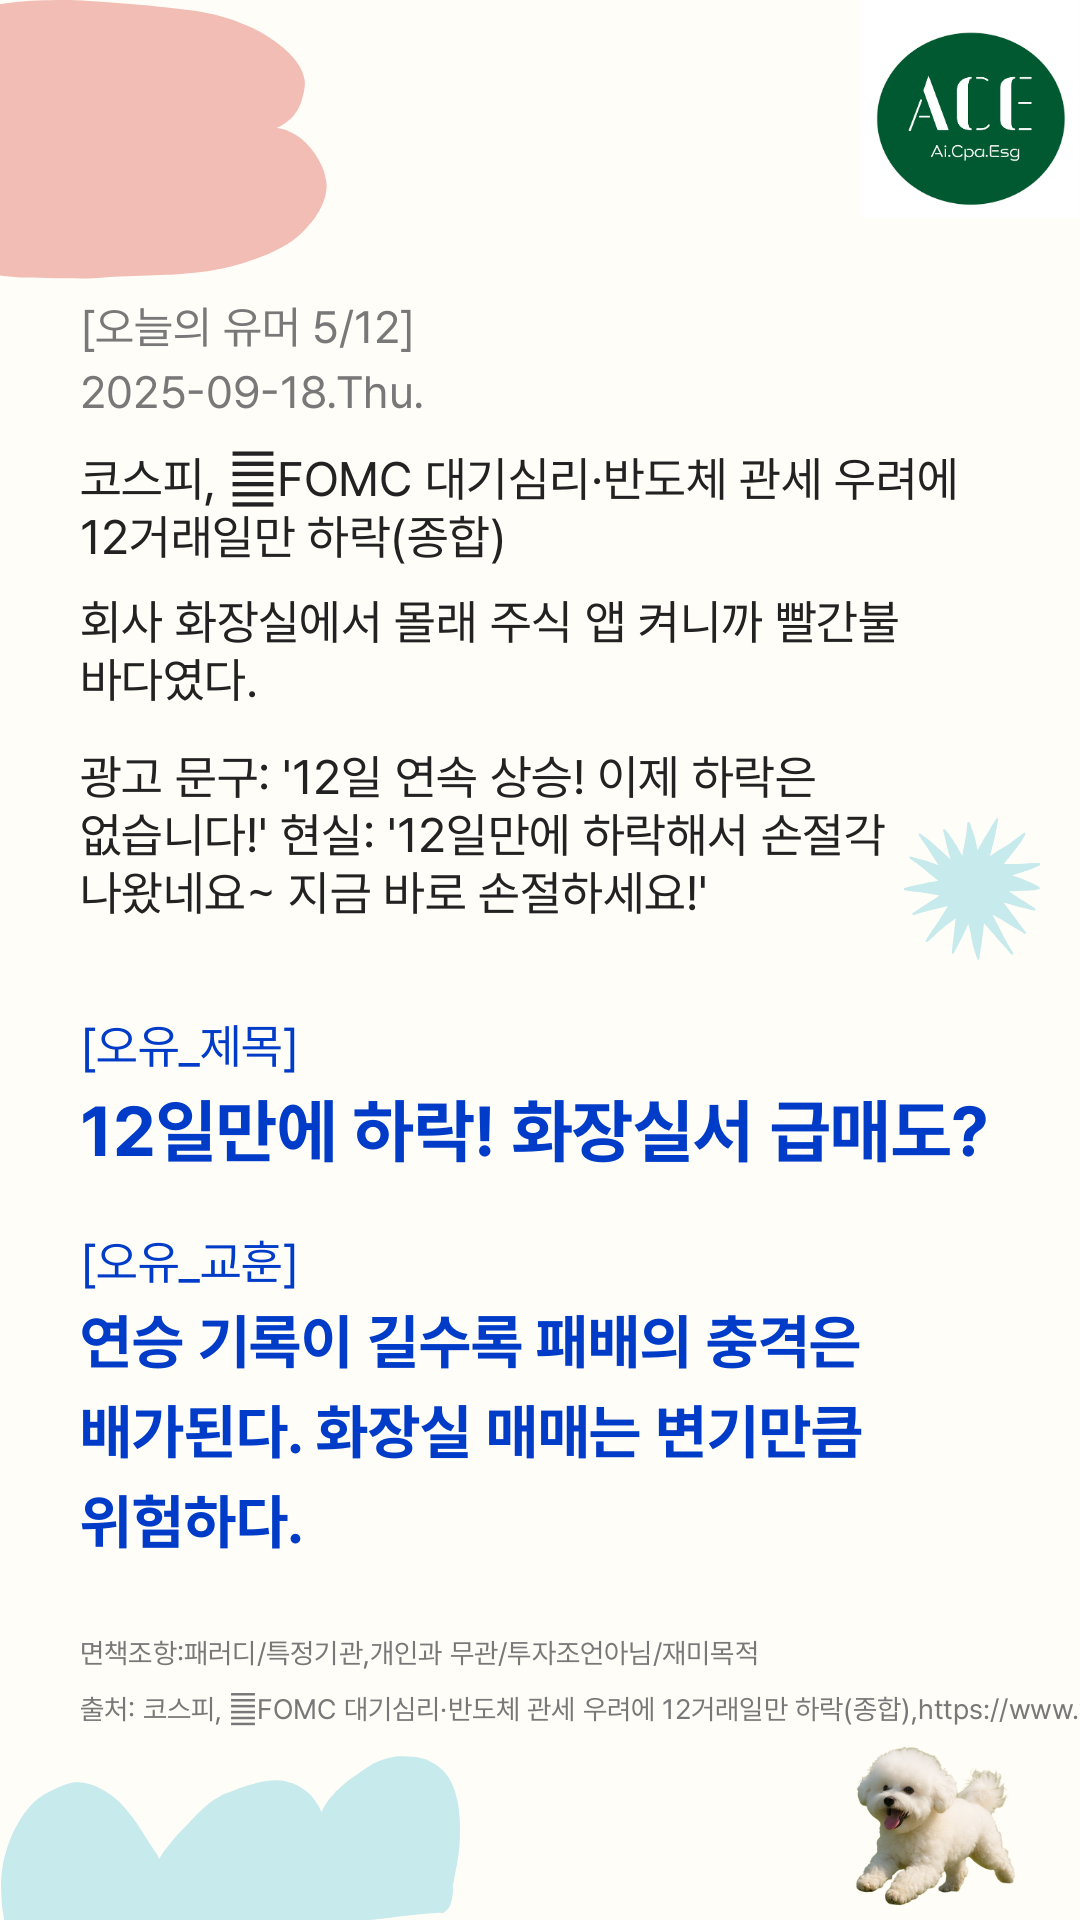 ACE
Ai.Cpa.Esg
[오늘의 유머 5/12]
2025-09-18.Thu.
코스피, FOMC 대기심리·반도체 관세 우려에
12거래일만 하락(종합)
회사 화장실에서 몰래 주식 앱 켜니까 빨간불
바다였다.
광고 문구: '12일 연속 상승! 이제 하락은
없습니다!' 현실: '12일만에 하락해서 손절각
나왔네요~ 지금 바로 손절하세요!'
[오유_제목]
12일만에 하락! 화장실서 급매도?
[오유_교훈]
연승 기록이 길수록 패배의 충격은
배가된다. 화장실 매매는 변기만큼
위험하다.
면책조항:패러디/특정기관,개인과 무관/투자조언아님/재미목적
출처: 코스피, FOMC 대기심리·반도체 관세 우려에 12거래일만 하락(종합),https://www.